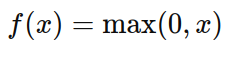 f(x) = max(0, x)